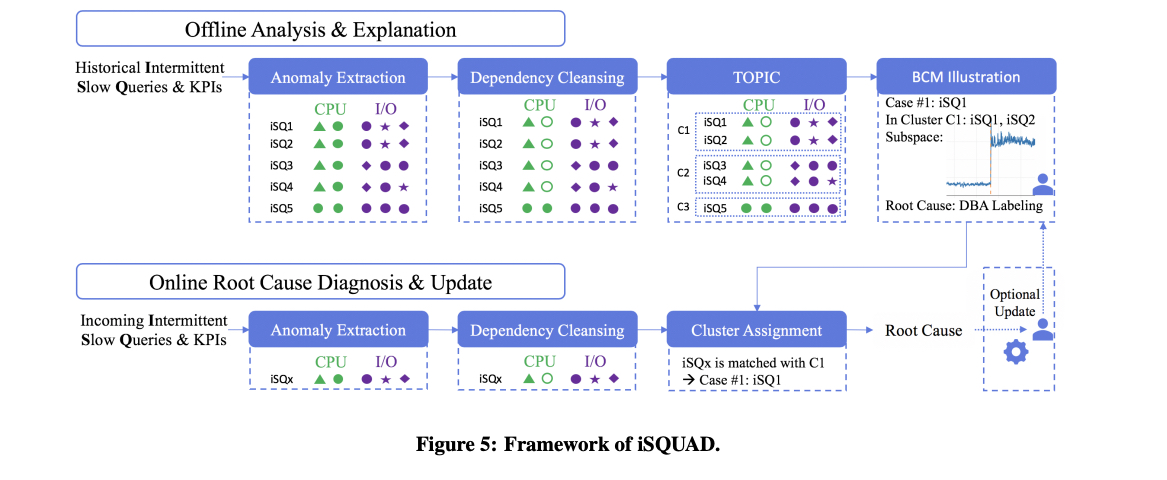 Offline Analysis & Explanation
Historical Intermittent
Slow Queries & KPIs
Anomaly Extraction
CPU I/O
iSQ1
iSQ2
iSQ3
iSQ4
iSQ5
Dependency Cleansing
CPU I/O
iSQ1
iSQ2
iSQ3
iSQ4
iSQ5
TOPIC
CPU I/O
C1
iSQ1
iSQ2
C2
iSQ3
iSQ4
C3 iSQ5
BCM Illustration
Case #1: iSQ1
In Cluster C1: iSQ1, iSQ2
Subspace:
Root Cause: DBA Labeling
Online Root Cause Diagnosis & Update
Incoming Intermittent
Slow Queries & KPIs
Anomaly Extraction
CPU I/O
iSQx
Dependency Cleansing
CPU I/O
iSQx
Cluster Assignment
iSQx is matched with C1
→ Case #1: iSQ1
Root Cause
Optional
Update
Figure 5: Framework of iSQUAD.